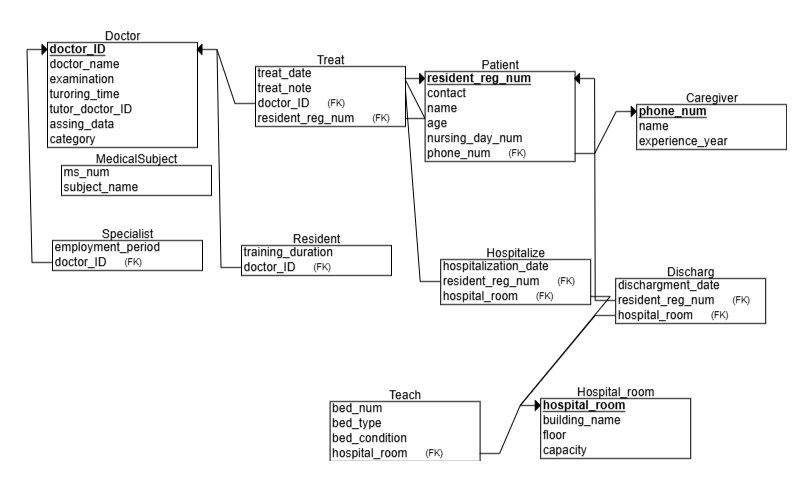 Doctor
doctor_ID
doctor_name
examination
turoring_time
tutor_doctor_ID
assing_data
category
MedicalSubject
ms_num
subject_name
Specialist
employment_period
doctor_ID (FK)
Treat
treat_date
treat_note
doctor_ID (FK)
resident_reg_num (FK)
Resident
training_duration
doctor_ID (FK)
Patient
resident_reg_num
contact
name
age
nursing_day_num
phone_num (FK)
Caregiver
phone_num
name
experience_year
Hospitalize
hospitalization_date
resident_reg_num (FK)
hospital_room (FK)
Discharg
dischargment_date
resident_reg_num (FK)
hospital_room (FK)
Teach
bed_num
bed_type
bed_condition
hospital_room (FK)
Hospital_room
hospital_room
building_name
floor
capacity